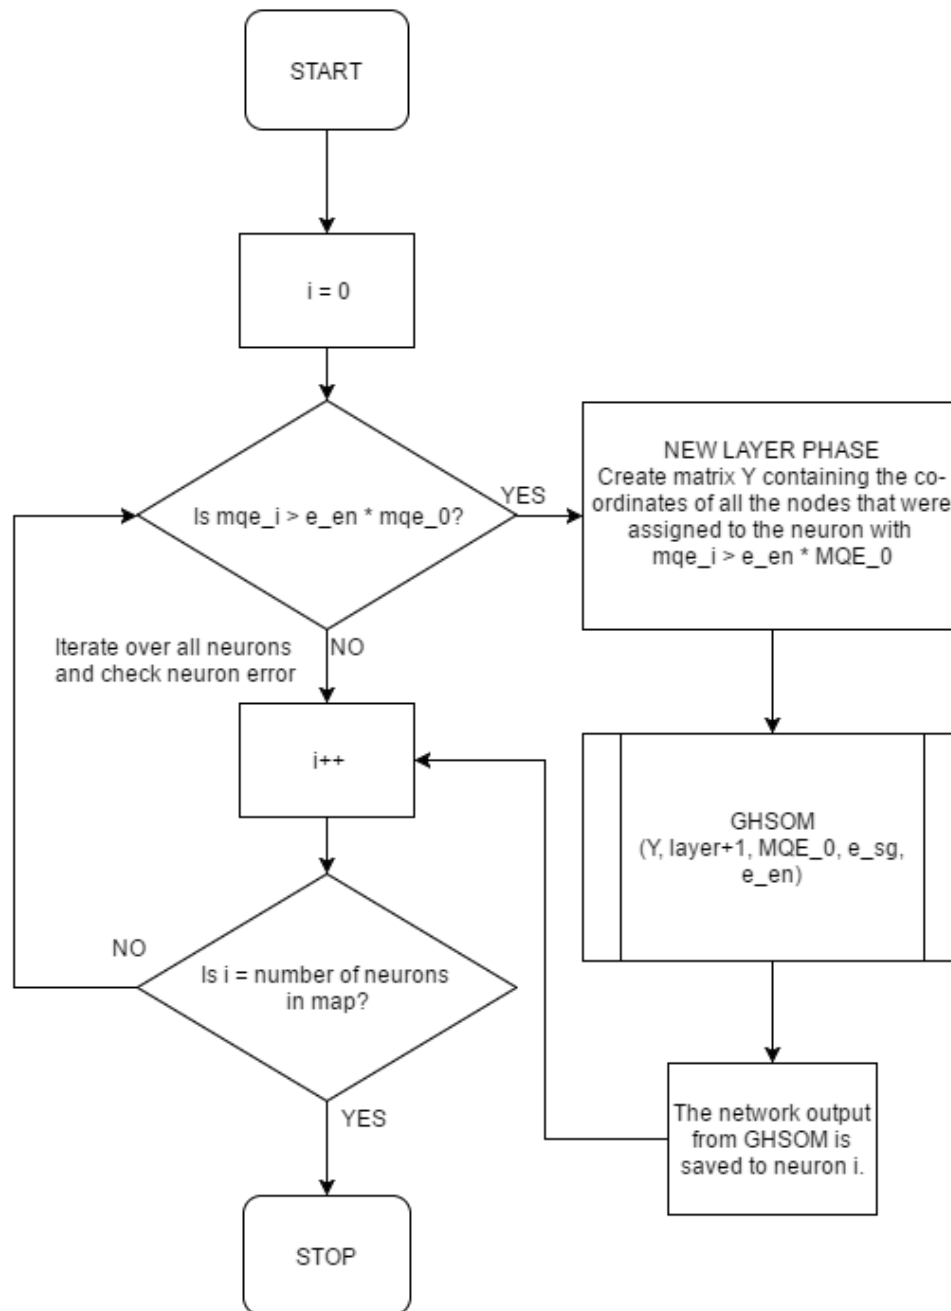 START
i = 0
Is mqe_i > e_en * mqe_0?
YES
NEW LAYER PHASE
Create matrix Y containing the co-
ordinates of all the nodes that were
assigned to the neuron with
mqe_i > e_en * MQE_0
Iterate over all neurons
and check neuron error
NO
i++
GHSOM
(Y, layer+1, MQE_0, e_sg,
e_en)
NO
Is i = number of neurons
in map?
The network output
from GHSOM is
saved to neuron i.
YES
STOP